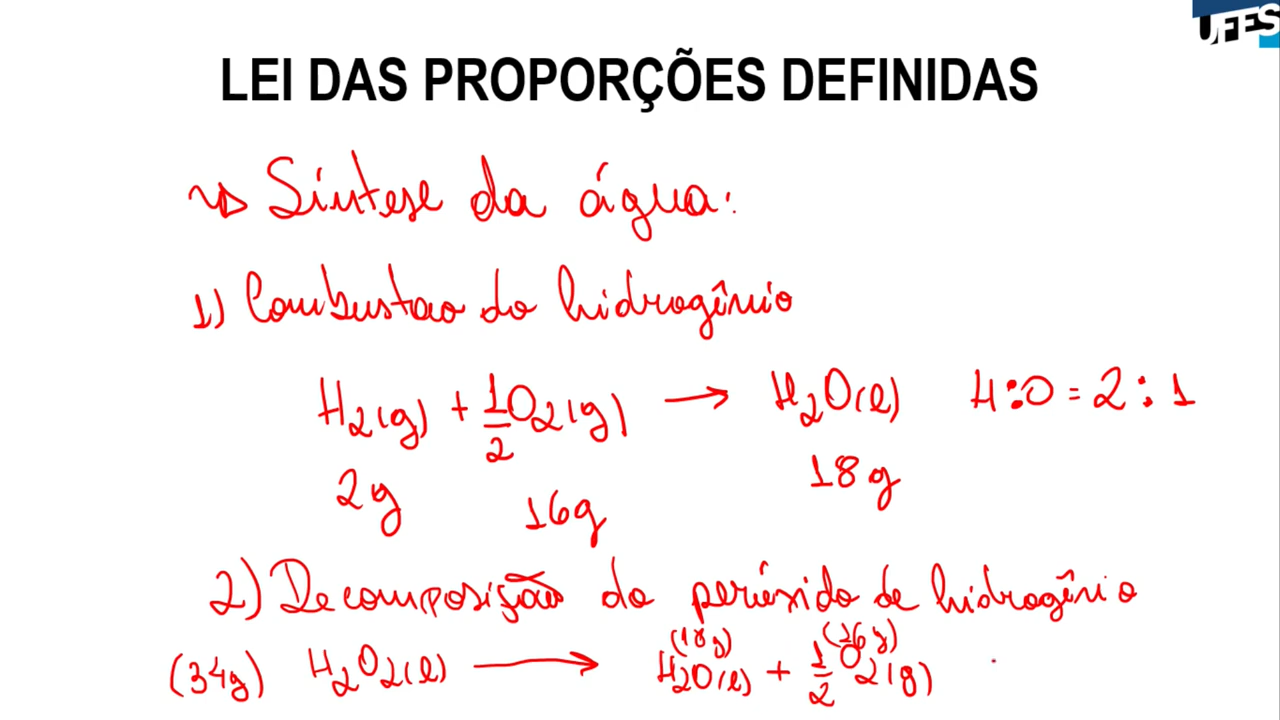 UFES
LEI DAS PROPORÇÕES DEFINIDAS
Síntese da água:
1) Combustao do hidrogênio
H2(g) + 1/2 O2(g) → H2O(l) H:O = 2:1
2g 16g 18g
2) Decomposição do peróxido de hidrogênio
(18g) (16g)
(34g) H2O2(l) → H2O(l) + 1/2 O2(g)